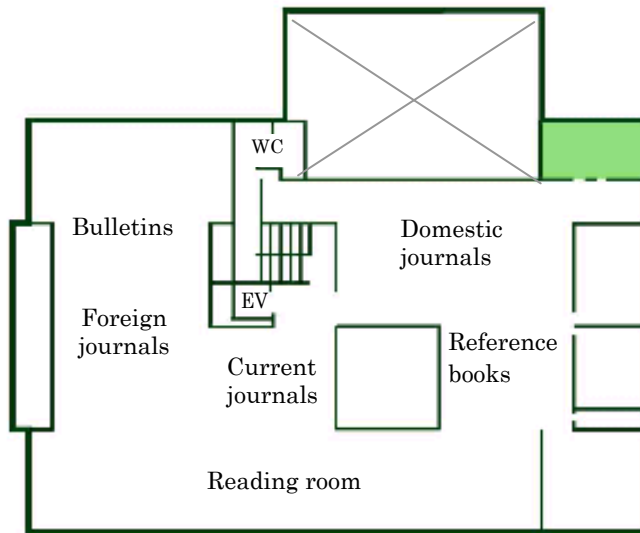 WC
Bulletins
Domestic
journals
EV
Foreign
journals
Reference
books
Current
journals
Reading room